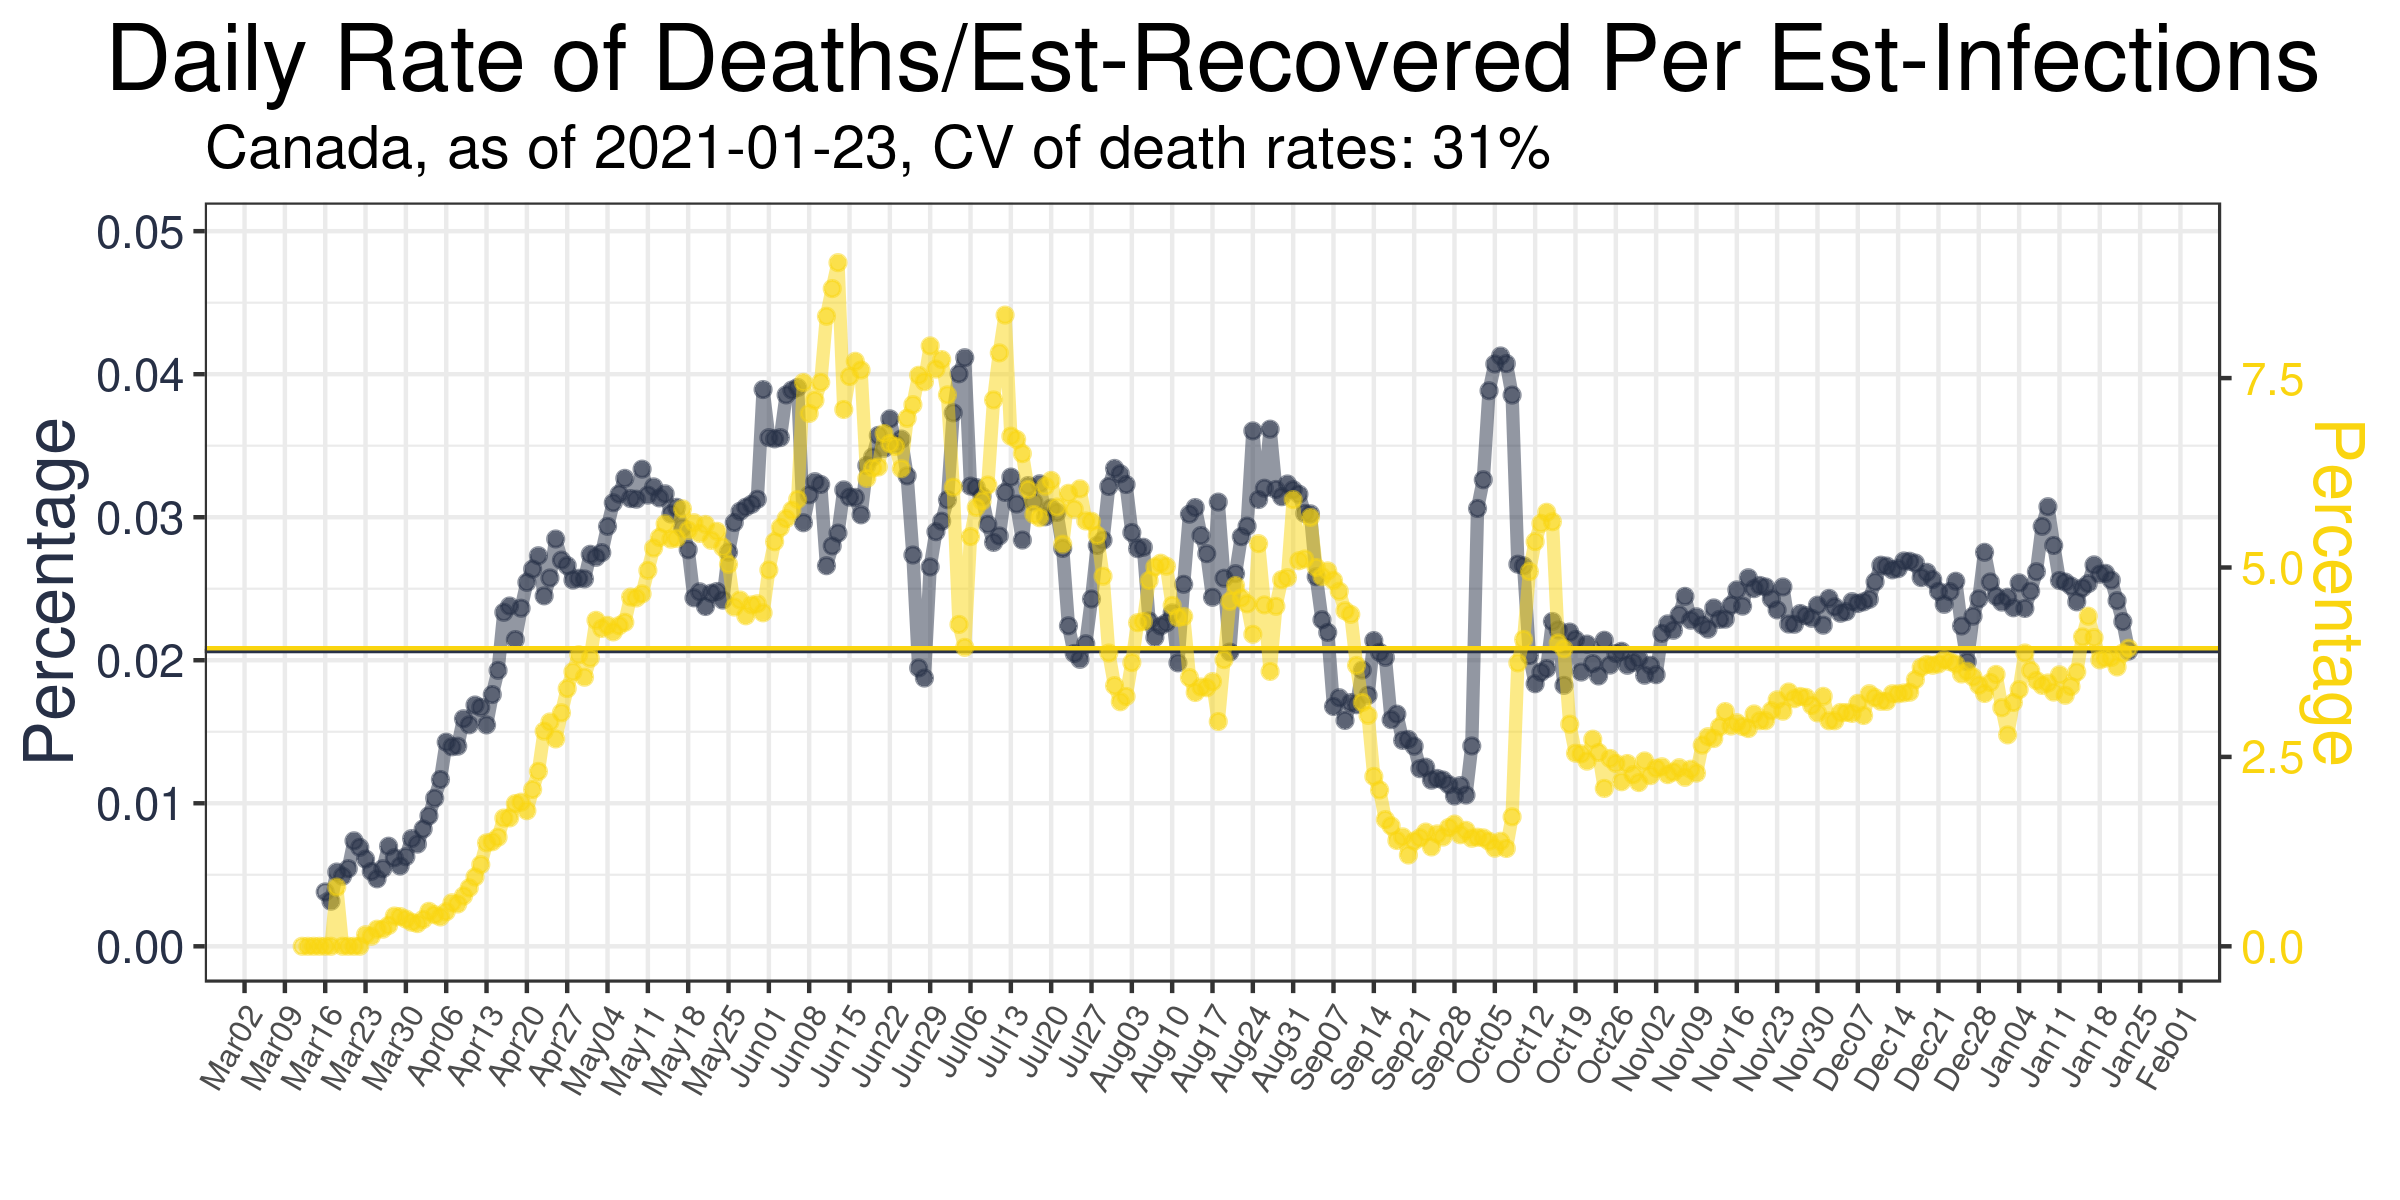 Daily Rate of Deaths/Est-Recovered Per Est-Infections
Canada, as of 2021-01-23, CV of death rates: 31%
Percentage
0.05
0.04
0.03
0.02
0.01
0.00
7.5
5.0
2.5
0.0
Percentage
Mar02 Mar09 Mar16 Mar23 Mar30 Apr06 Apr13 Apr20 Apr27 May04 May11 May18 May25 Jun01 Jun08 Jun15 Jun22 Jun29 Jul06 Jul13 Jul20 Jul27 Aug03 Aug10 Aug17 Aug24 Aug31 Sep07 Sep14 Sep21 Sep28 Oct05 Oct12 Oct19 Oct26 Nov02 Nov09 Nov16 Nov23 Nov30 Dec07 Dec14 Dec21 Dec28 Jan04 Jan11 Jan18 Jan25 Feb01